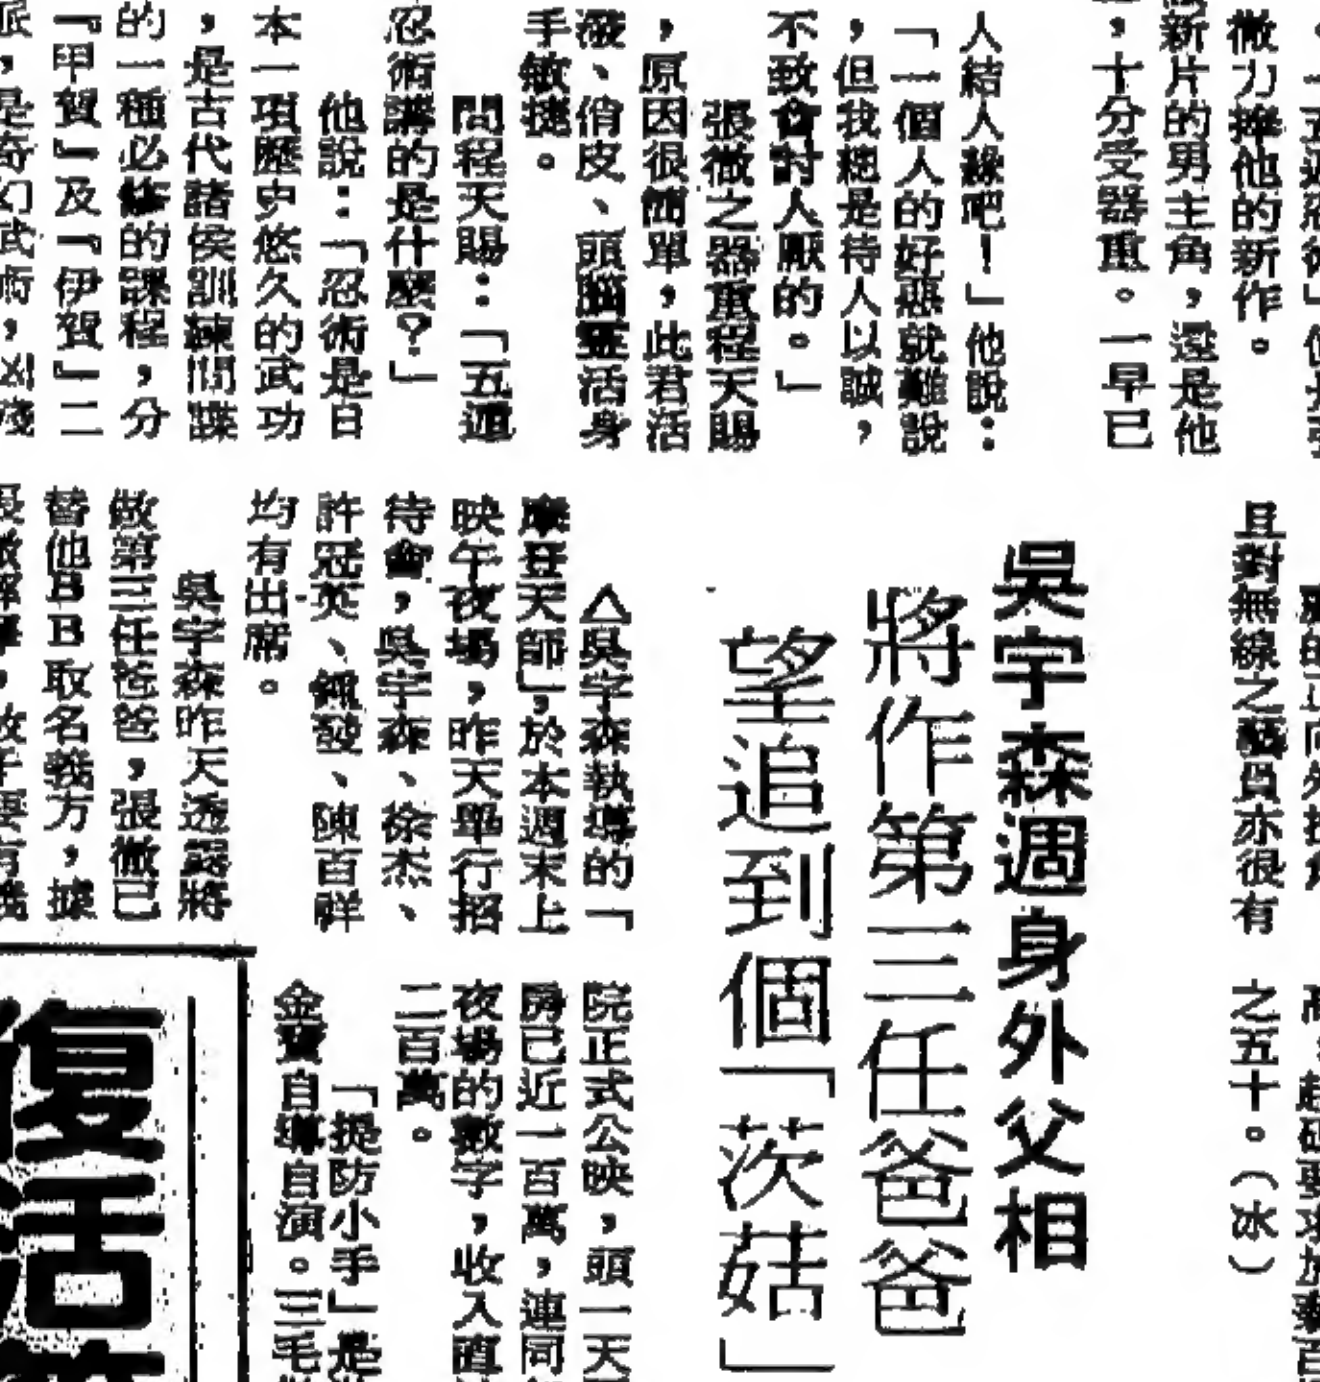 吳宇森週身外父相
將作第三任爸爸
望追到個「茨菇」
，一五遁忍術」
微力捧他的新作。
新片的男主角，還是他
，十分受器重。一早已
人結人緣吧！」他說：
「一個人的好惡就難說
，但我總是待人以誠，
不致會討人厭的。」
張徹之器重程天賜
，原因很簡單，此君活
潑、俏皮、頭腦靈活身
手敏捷。
問程天賜：「五遁
忍術講的是什麼？」
他說：「忍術是日
本一項歷史悠久的武功
，是古代諸侯訓練間諜
的一種必修的課程，分
『甲賀』及『伊賀』二
派，是奇幻武術，凶殘
且對無線之藝員亦很有
△吳宇森執導的「
摩登天師」，於本週末上
映午夜場，昨天舉行招
待會，吳宇森、徐杰、
許冠英、錦發、陳百祥
均有出席。
吳宇森昨天透露將
做第三任爸爸，張徹已
替他BB取名義方，據
之五十。（冰）
院正式公映，頭一天
房已近一百萬，連同
夜場的數字，收入直
二百萬。
「提防小手」是
金寶自導自演。三毛
復活